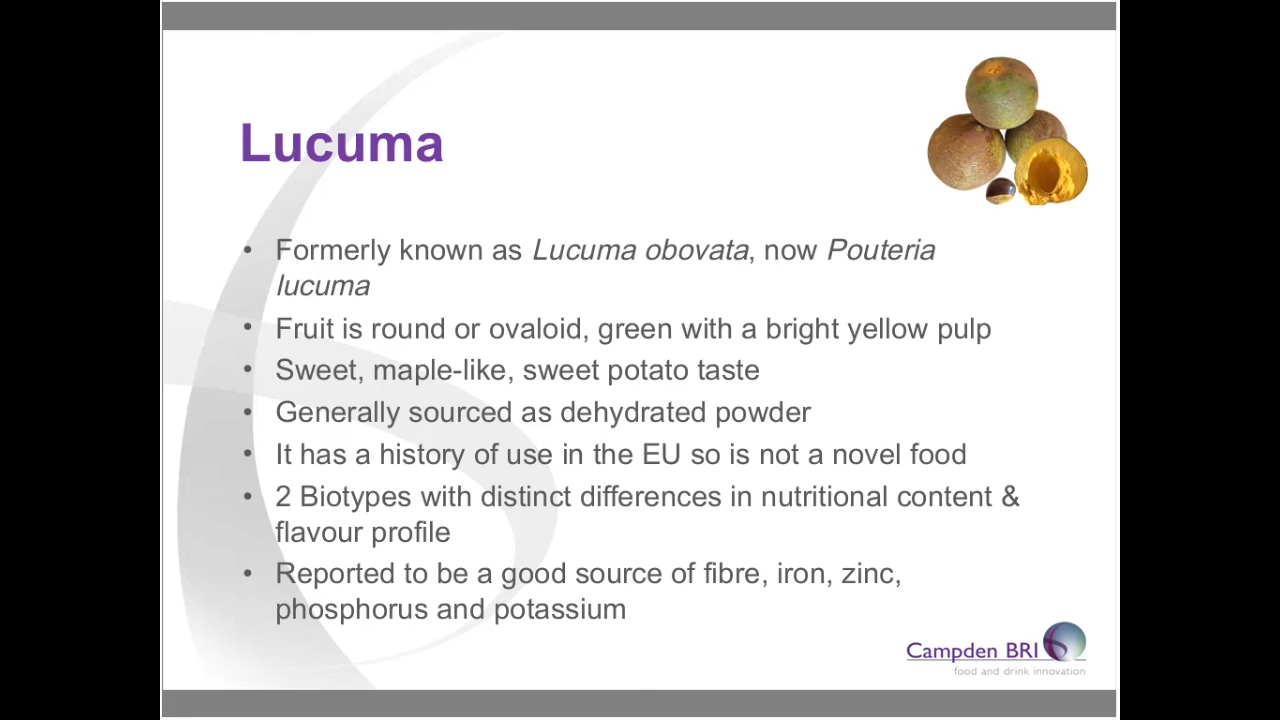 Lucuma
• Formerly known as Lucuma obovata, now Pouteria
lucuma
• Fruit is round or ovaloid, green with a bright yellow pulp
• Sweet, maple-like, sweet potato taste
• Generally sourced as dehydrated powder
• It has a history of use in the EU so is not a novel food
• 2 Biotypes with distinct differences in nutritional content &
flavour profile
• Reported to be a good source of fibre, iron, zinc,
phosphorus and potassium
Campden BRI
food and drink innovation